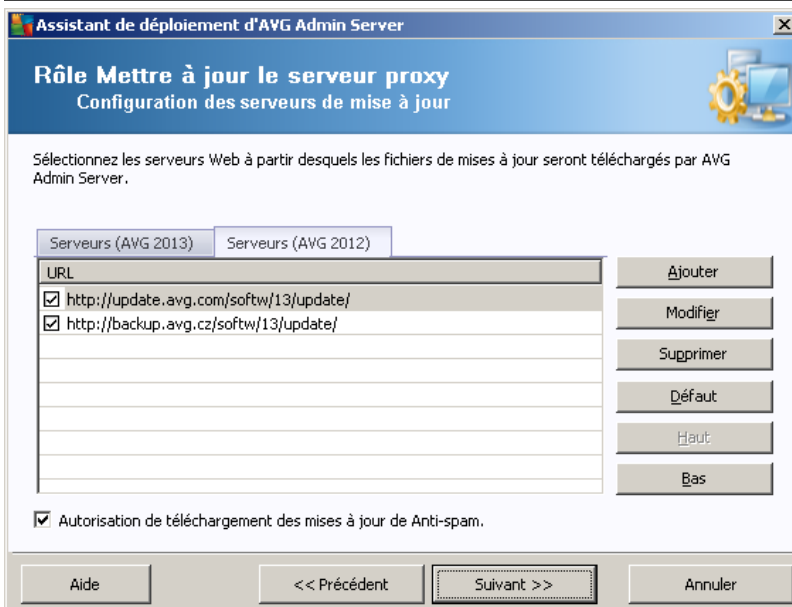 Assistant de déploiement d'AVG Admin Server
Rôle Mettre à jour le serveur proxy
Configuration des serveurs de mise à jour
Sélectionnez les serveurs Web à partir desquels les fichiers de mises à jour seront téléchargés par AVG
Admin Server.
Serveurs (AVG 2013) Serveurs (AVG 2012)
URL
http://update.avg.com/softw/13/update/
http://backup.avg.cz/softw/13/update/
Ajouter
Modifier
Supprimer
Défaut
Haut
Bas
Autorisation de téléchargement des mises à jour de Anti-spam.
Aide << Précédent Suivant >> Annuler